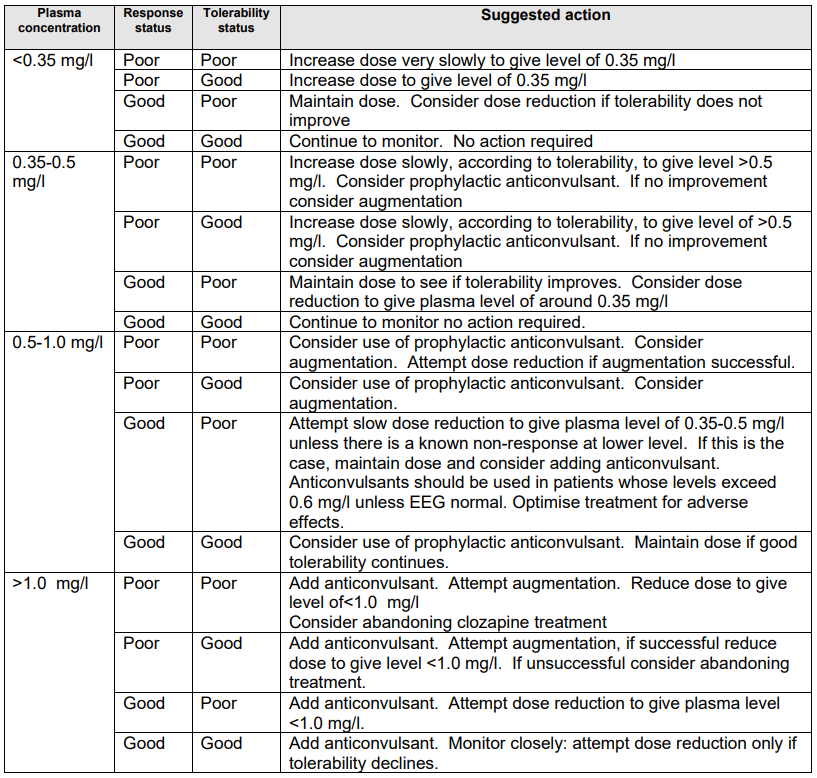 Plasma concentration
Response status
Tolerability status
Suggested action
<0.35 mg/l
Poor
Poor
Increase dose very slowly to give level of 0.35 mg/l
Poor
Good
Increase dose to give level of 0.35 mg/l
Good
Poor
Maintain dose.  Consider dose reduction if tolerability does not
improve
Good
Good
Continue to monitor.  No action required
0.35-0.5
mg/l
Poor
Poor
Increase dose slowly, according to tolerability, to give level >0.5
mg/l.  Consider prophylactic anticonvulsant.  If no improvement
consider augmentation
Poor
Good
Increase dose slowly, according to tolerability, to give level of >0.5
mg/l.  Consider prophylactic anticonvulsant.  If no improvement
consider augmentation
Good
Poor
Maintain dose to see if tolerability improves.  Consider dose
reduction to give plasma level of around 0.35 mg/l
Good
Good
Continue to monitor no action required.
0.5-1.0 mg/l
Poor
Poor
Consider use of prophylactic anticonvulsant.  Consider
augmentation.  Attempt dose reduction if augmentation successful.
Poor
Good
Consider use of prophylactic anticonvulsant.  Consider
augmentation.
Good
Poor
Attempt slow dose reduction to give plasma level of 0.35-0.5 mg/l
unless there is a known non-response at lower level.  If this is the
case, maintain dose and consider adding anticonvulsant.
Anticonvulsants should be used in patients whose levels exceed
0.6 mg/l unless EEG normal. Optimise treatment for adverse
effects.
Good
Good
Consider use of prophylactic anticonvulsant.  Maintain dose if good
tolerability continues.
>1.0  mg/l
Poor
Poor
Add anticonvulsant.  Attempt augmentation.  Reduce dose to give
level of<1.0  mg/l
Consider abandoning clozapine treatment
Poor
Good
Add anticonvulsant.  Attempt augmentation, if successful reduce
dose to give level <1.0 mg/l.  If unsuccessful consider abandoning
treatment.
Good
Poor
Add anticonvulsant.  Attempt dose reduction to give plasma level
<1.0 mg/l.
Good
Good
Add anticonvulsant.  Monitor closely: attempt dose reduction only if
tolerability declines.